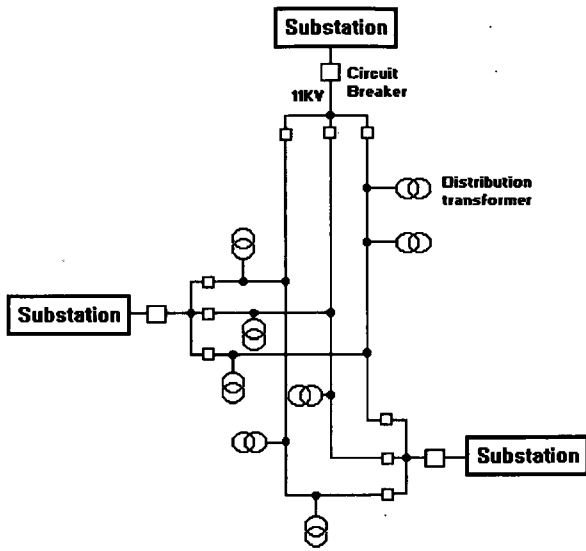 Substation
Circuit
Breaker
11KV
Distribution
transformer
Substation
Substation